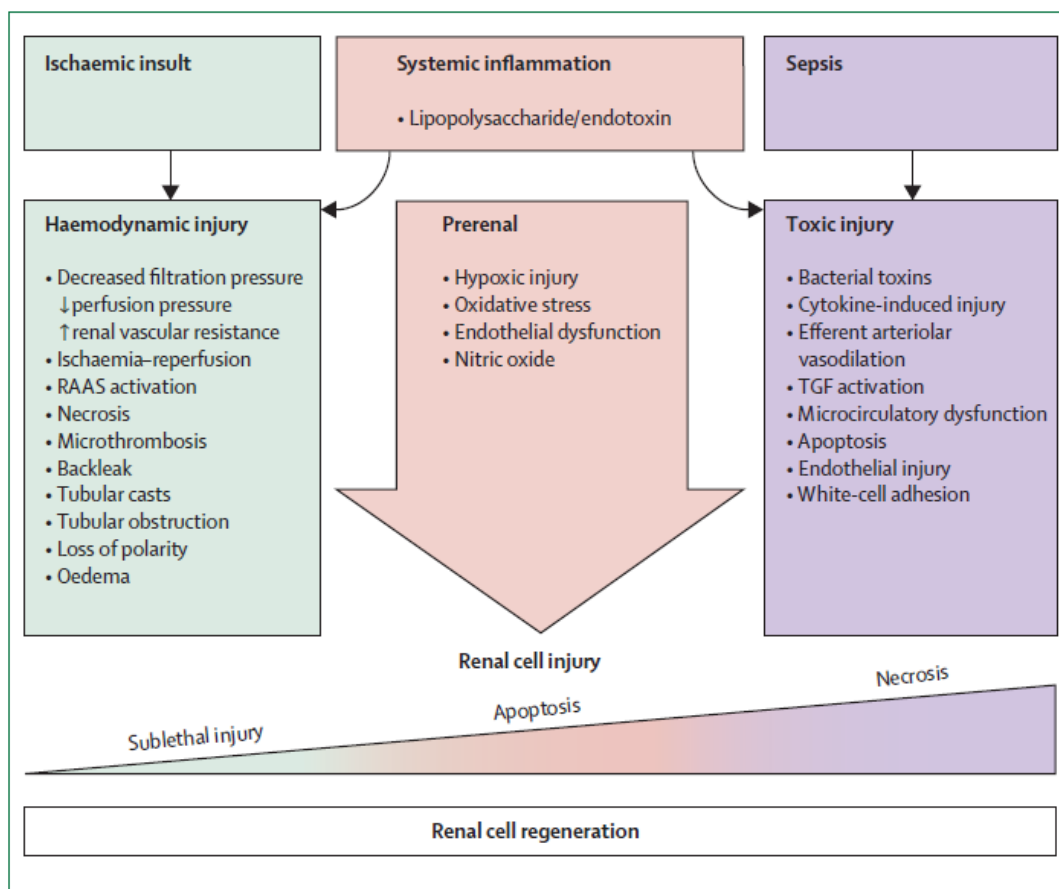 Ischaemic insult
Systemic inflammation
• Lipopolysaccharide/endotoxin
Sepsis
Haemodynamic injury
• Decreased filtration pressure
↓perfusion pressure
↑renal vascular resistance
• Ischaemia–reperfusion
• RAAS activation
• Necrosis
• Microthrombosis
• Backleak
• Tubular casts
• Tubular obstruction
• Loss of polarity
• Oedema
Prerenal
• Hypoxic injury
• Oxidative stress
• Endothelial dysfunction
• Nitric oxide
Toxic injury
• Bacterial toxins
• Cytokine-induced injury
• Efferent arteriolar
vasodilation
• TGF activation
• Microcirculatory dysfunction
• Apoptosis
• Endothelial injury
• White-cell adhesion
Renal cell injury
Sublethal injury
Apoptosis
Necrosis
Renal cell regeneration